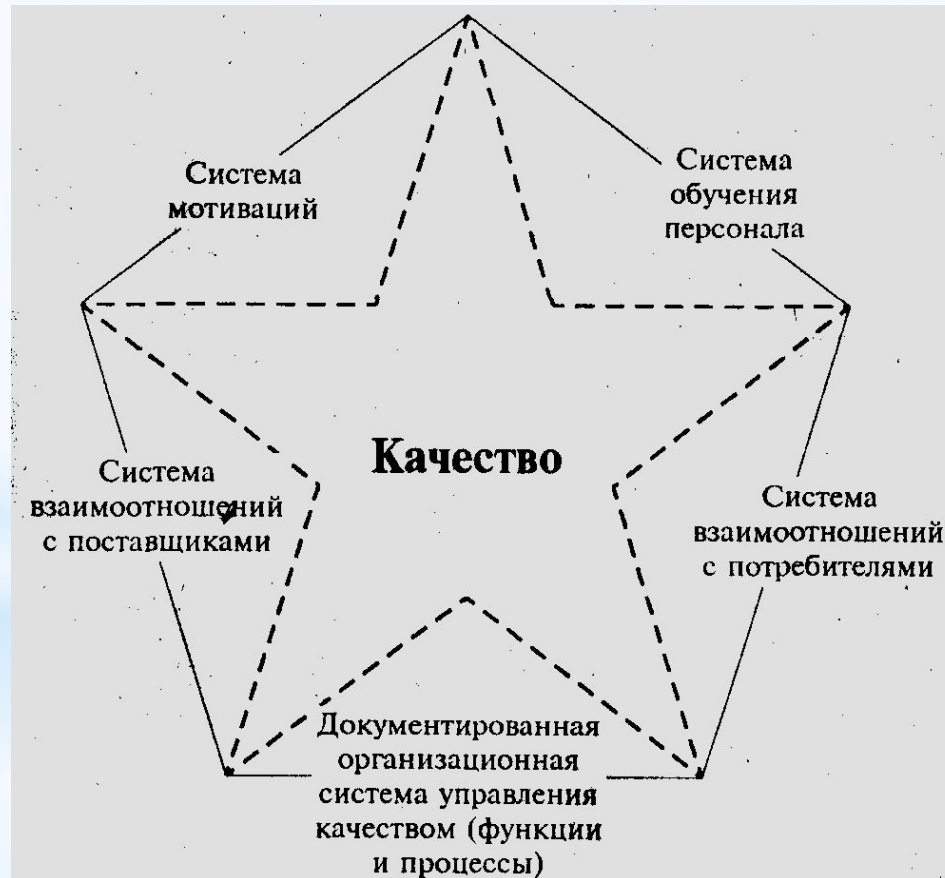 Система
мотиваций
Система
обучения
персонала
Качество
Система
взаимоотношений
с поставщиками
Система
взаимоотношений
с потребителями
Документированная
организационная
система управления
качеством (функции
и процессы)